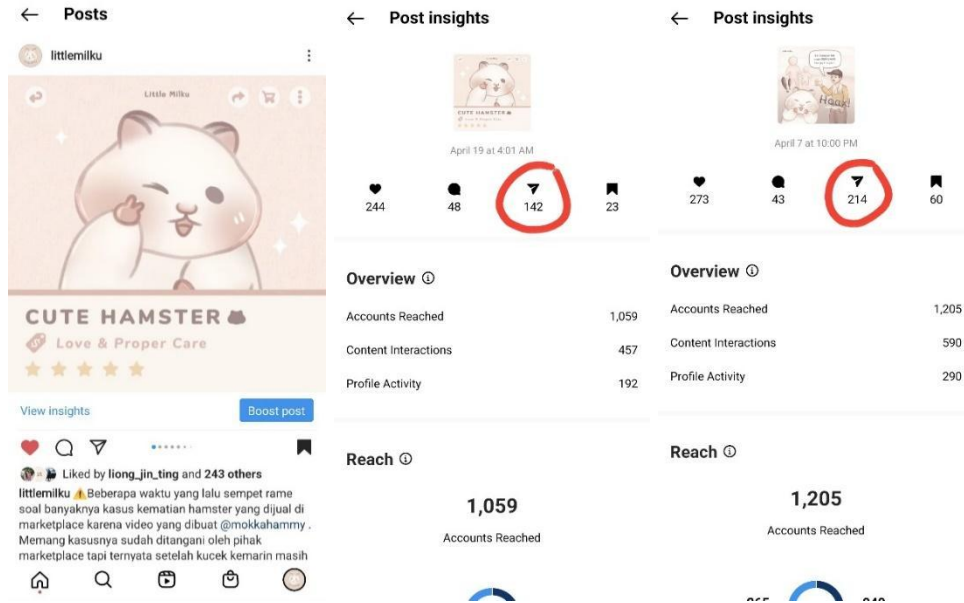 Posts
littlemilku
Little Milku
CUTE HAMSTER
Love & Proper Care
View insights
Boost post
Liked by liong_jin_ting and 243 others
littlemilku ⚠️Beberapa waktu yang lalu sempet rame
soal banyaknya kasus kematian hamster yang dijual di
marketplace karena video yang dibuat @mokkahammy .
Memang kasusnya sudah ditangani oleh pihak
marketplace tapi ternyata setelah kucek kemarin masih
Post insights
CUTE HAMSTER
April 19 at 4:01 AM
244
48
142
23
Overview
Accounts Reached 1,059
Content Interactions 457
Profile Activity 192
Reach
1,059
Accounts Reached
Post insights
Hoax!
April 7 at 10:00 PM
273
43
214
60
Overview
Accounts Reached 1,205
Content Interactions 590
Profile Activity 290
Reach
1,205
Accounts Reached